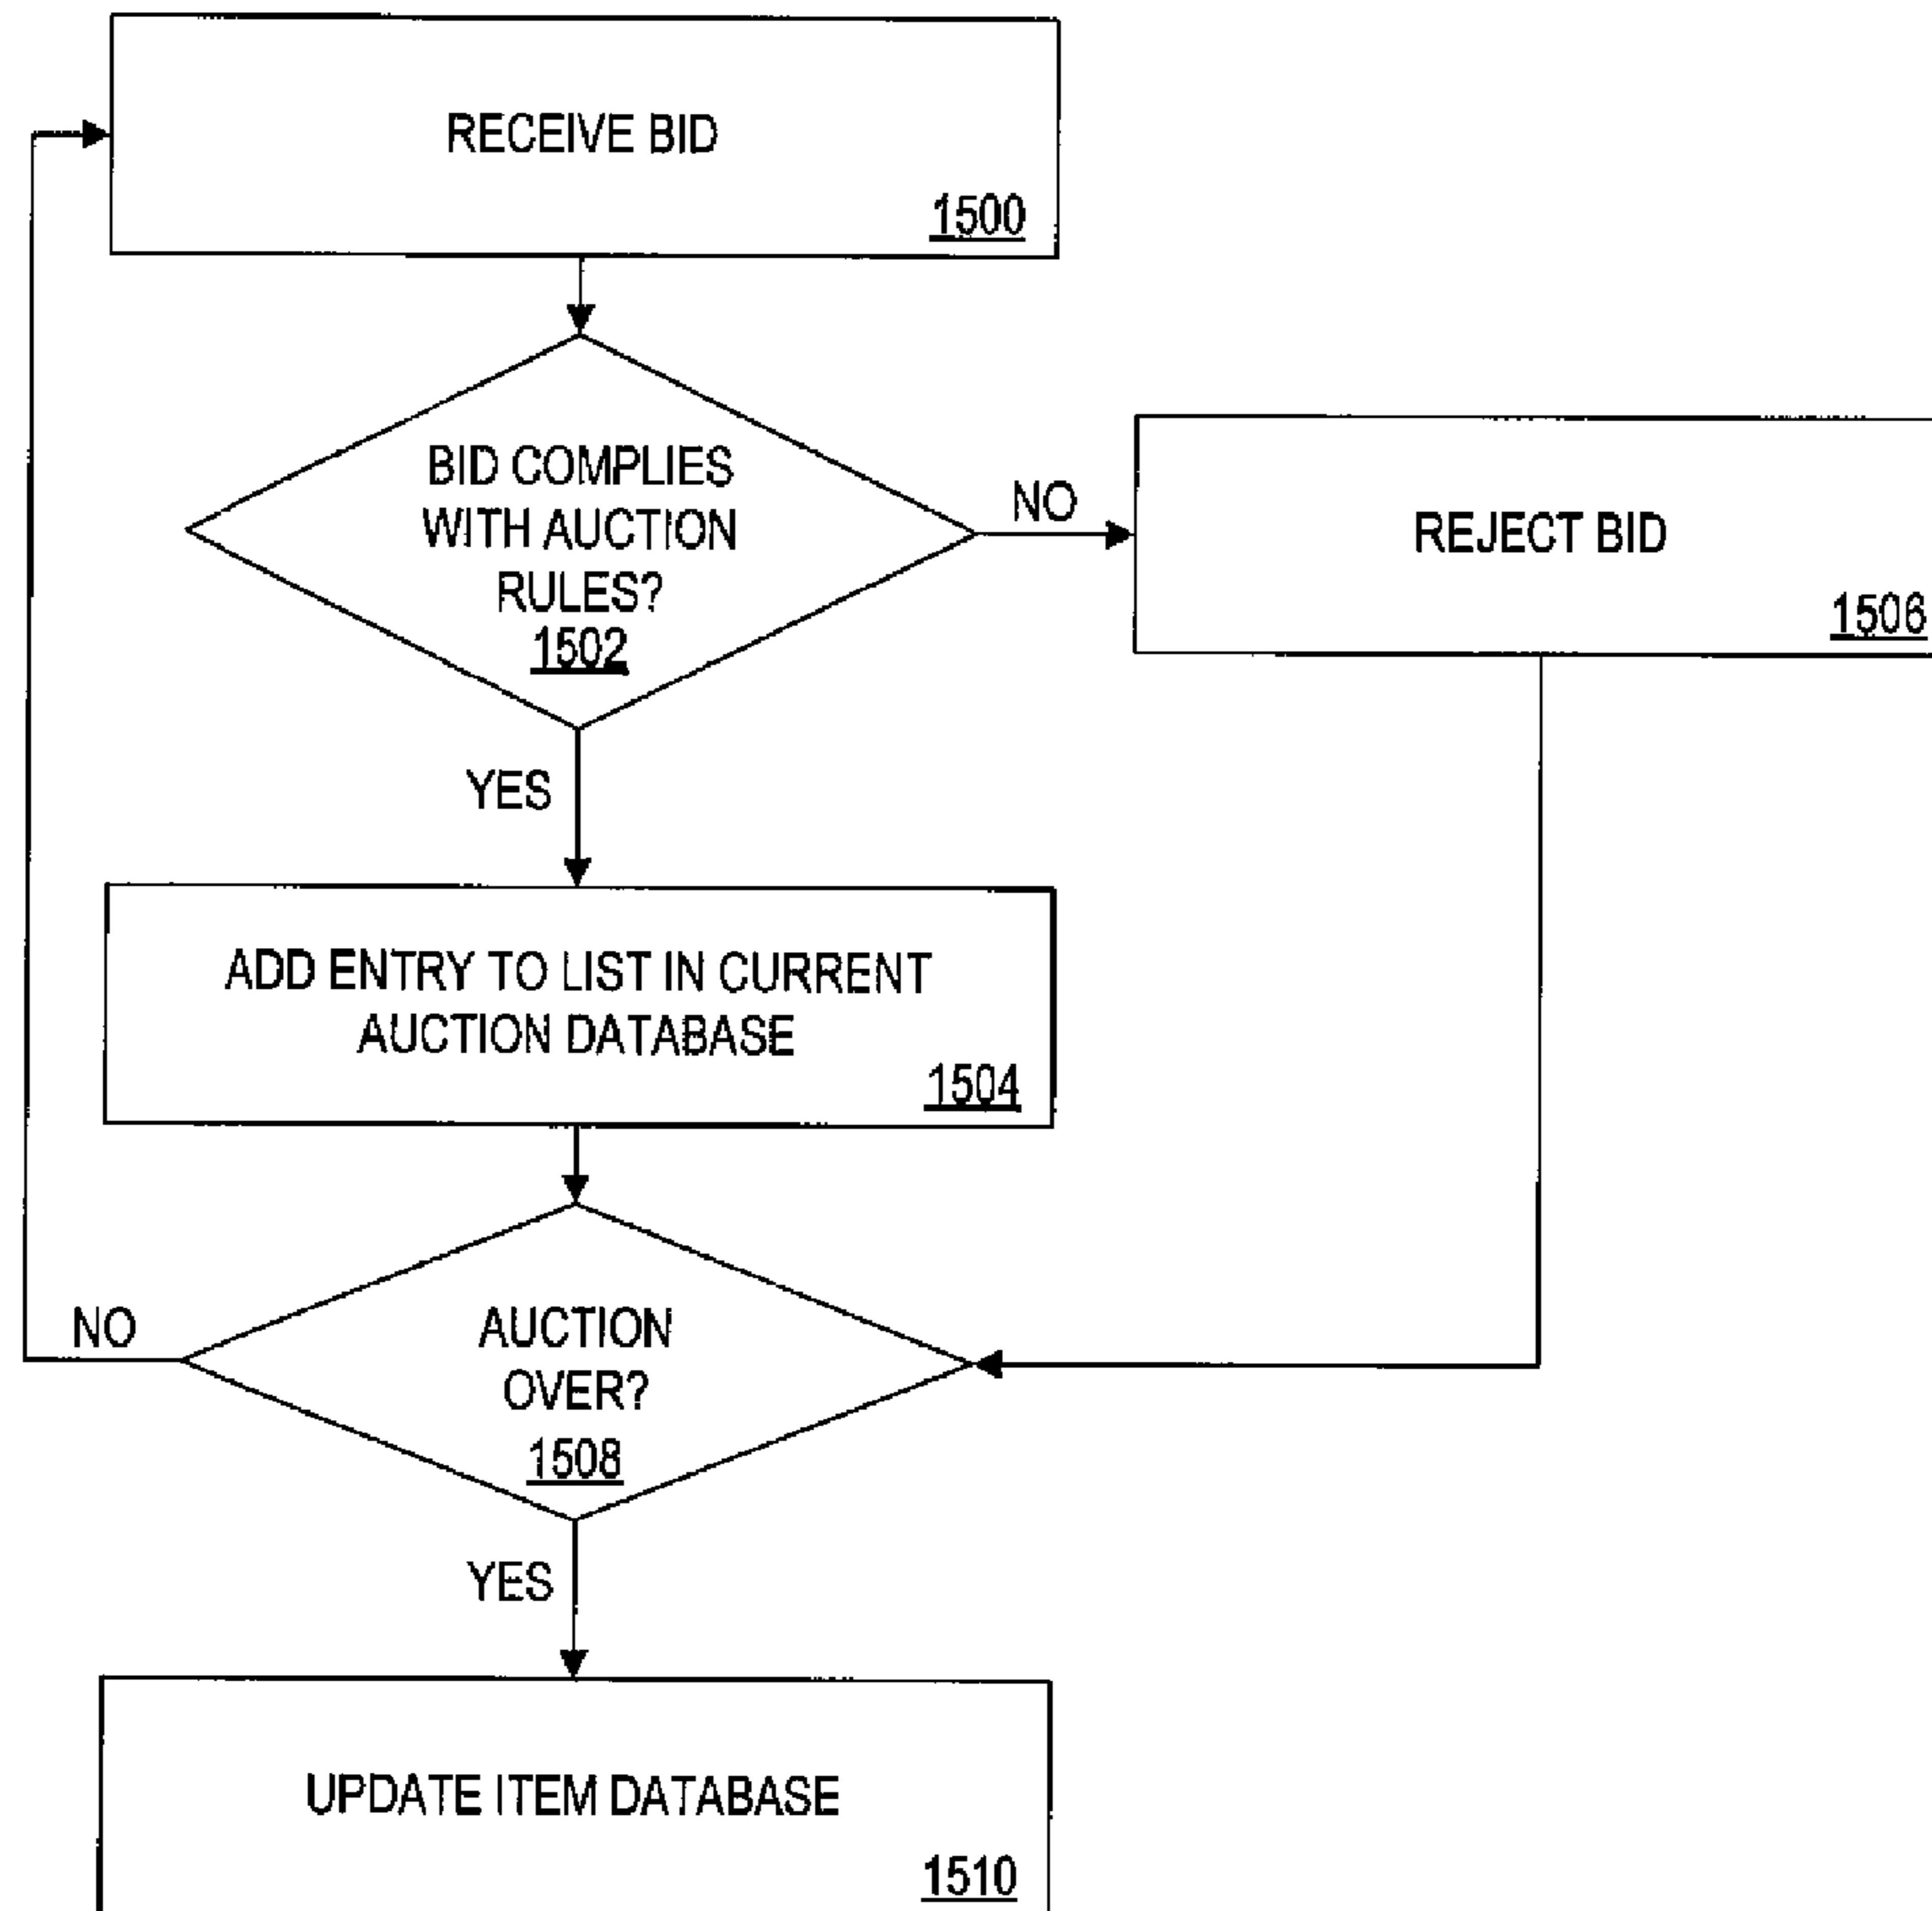 RECEIVE BID
1500
BID COMPLIES
WITH AUCTION
RULES?
1502
NO
REJECT BID
1506
YES
ADD ENTRY TO LIST IN CURRENT
AUCTION DATABASE
1504
NO
AUCTION
OVER?
1508
YES
UPDATE ITEM DATABASE
1510